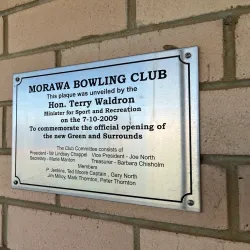 MORAWA BOWLING CLUB
This plaque was unveiled by the
Hon. Terry Waldron
Minister for Sport and Recreation
on the 7-10-2009
To commemorate the official opening of
the new Green and Surrounds
The Club Committee consists of
President - Mr Lindsay Chappel Vice President - Joe North
Secretary - Marie Manton Treasurer - Barbara Chisholm
Members
P. Jenkins, Ted Moore Captain , Gary North
Jim Milloy, Mark Thornton, Peter Thornton